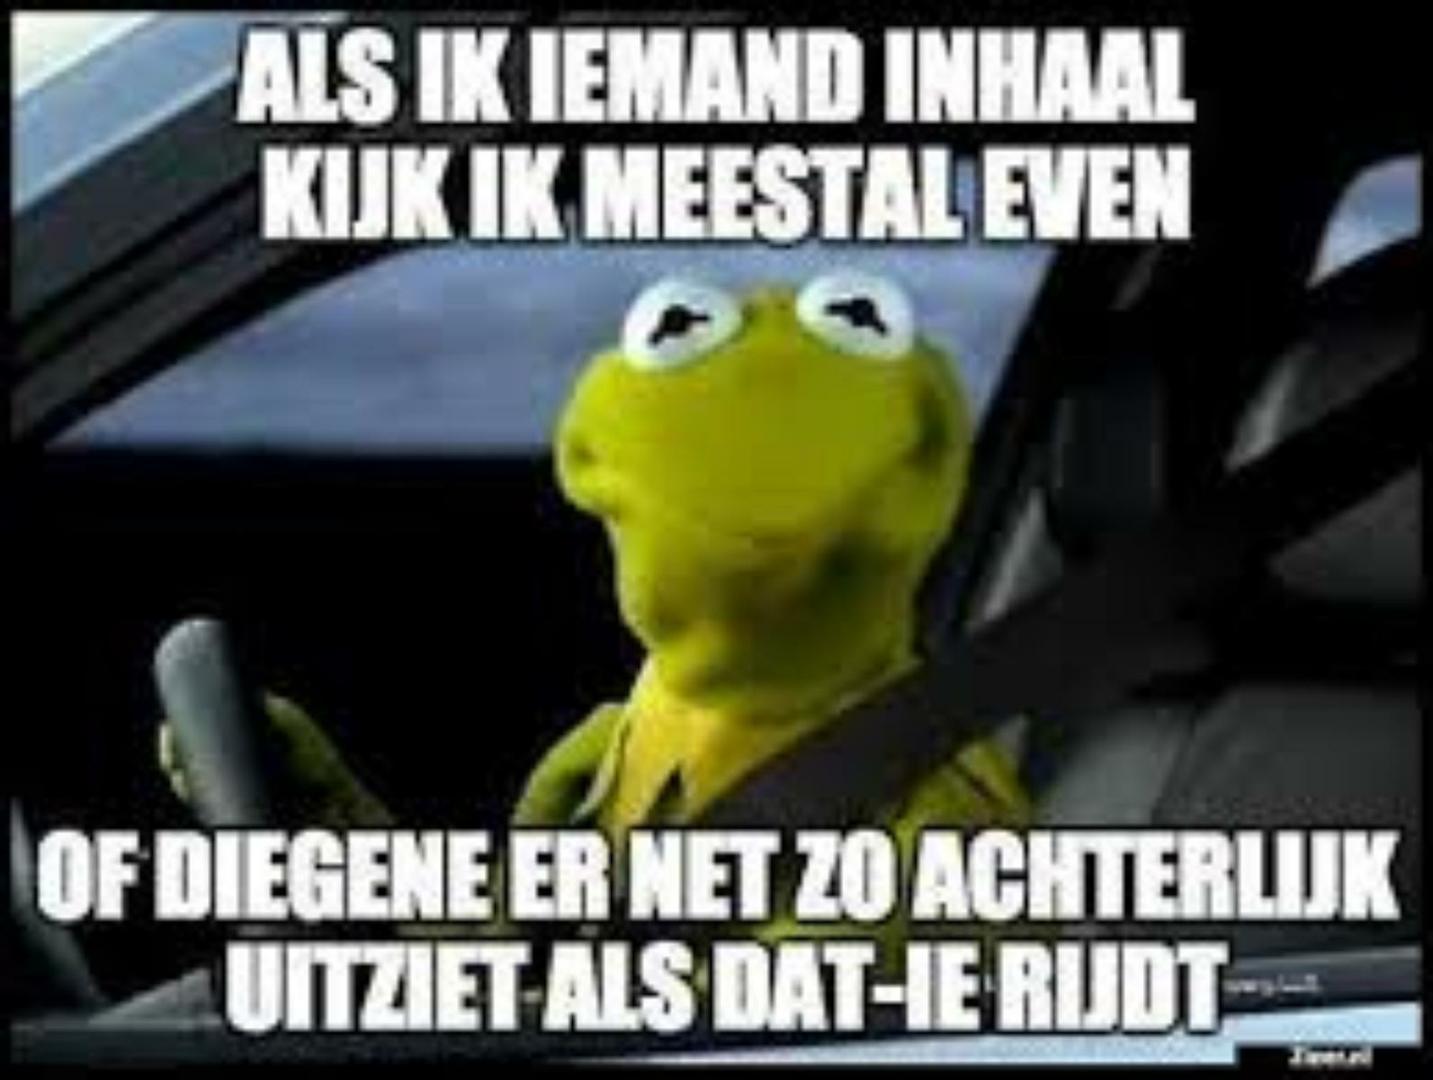 ALS IK IEMAND INHAAL
KIJK IK MEESTAL EVEN
OF DIEGENE ER NET ZO ACHTERLIJK
UITZIET ALS DAT-IE RIJDT